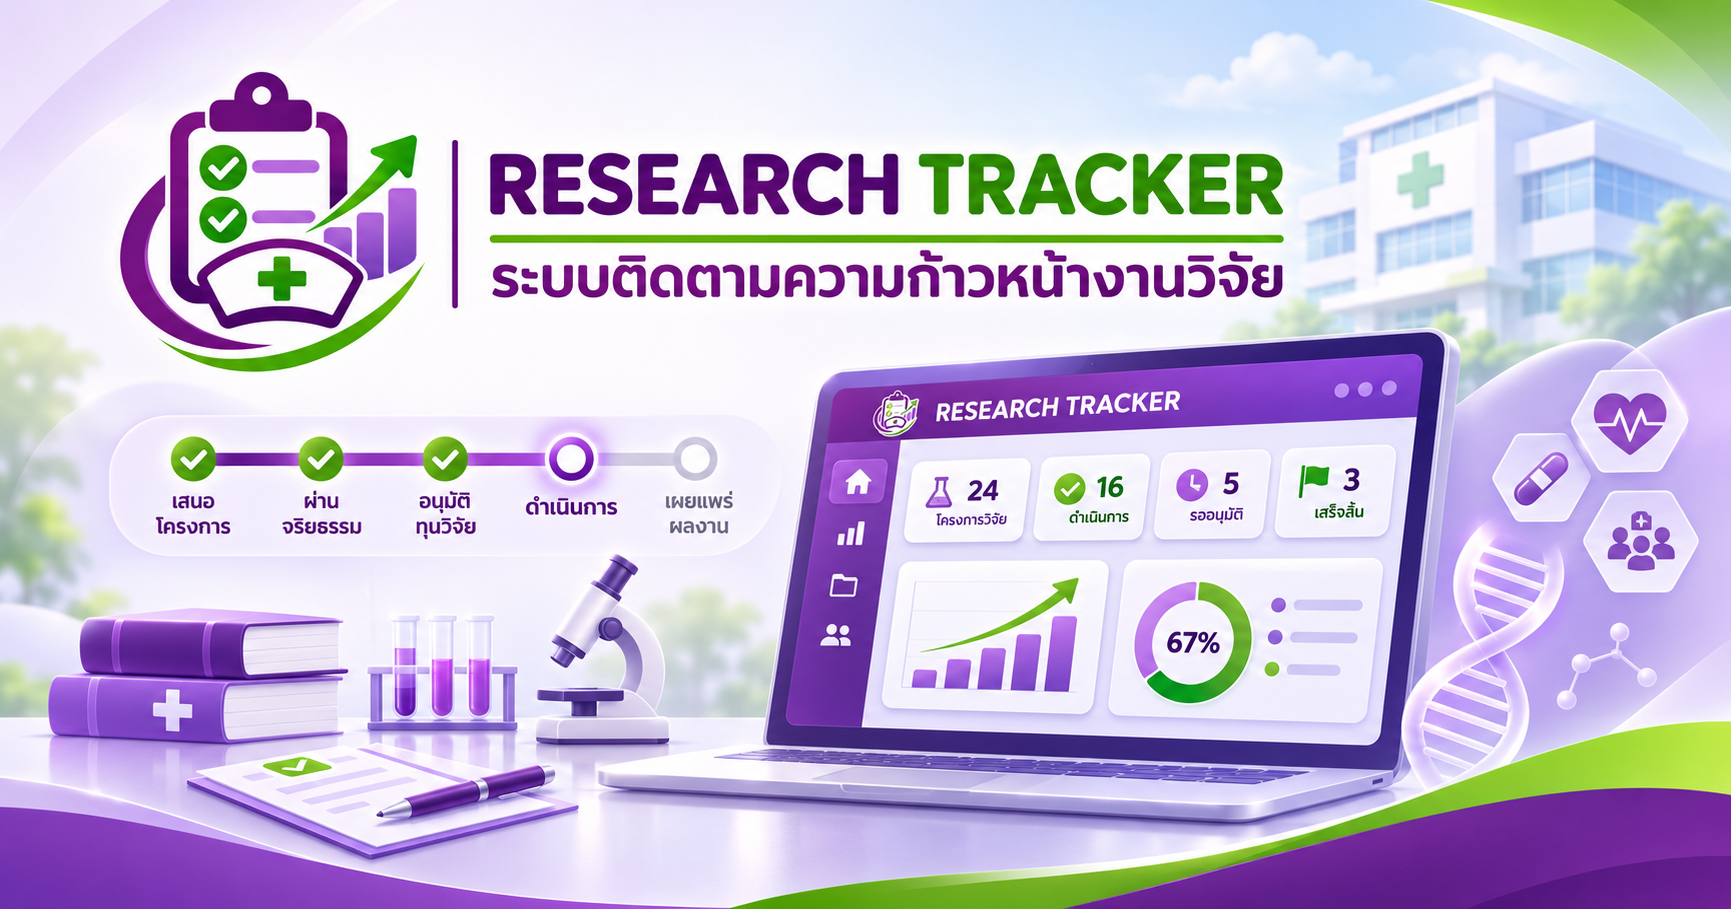 RESEARCH TRACKER
ระบบติดตามความก้าวหน้างานวิจัย
เสนอ
โครงการ
ผ่าน
จริยธรรม
อนุมัติ
ทุนวิจัย
ดำเนินการ
เผยแพร่
ผลงาน
RESEARCH TRACKER
24
โครงการวิจัย
16
ดำเนินการ
5
รออนุมัติ
3
เสร็จสิ้น
67%